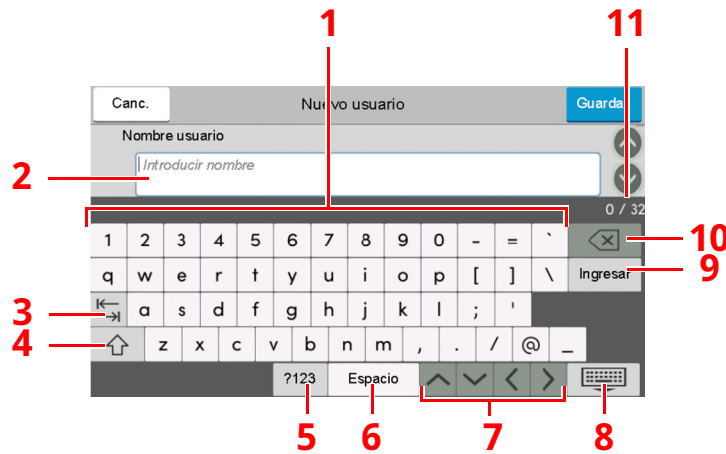 1 11
Canc. Nuevo usuario Guarda
Nombre usuario
Introducir nombre
2
0 / 32
1 2 3 4 5 6 7 8 9 0 - = `
10
q w e r t y u i o p [ ] \ Ingresar
9
3 a s d f g h j k l ; '
4 z x c v b n m , . / @ _
?123 Espacio
5 6 7 8